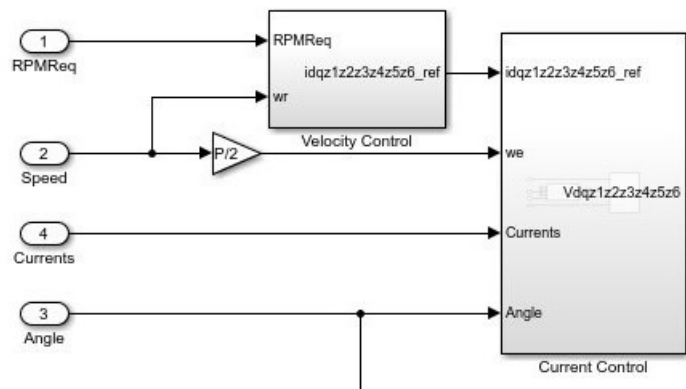 1
RPMReq
RPMReq
idqz1z2z3z4z5z6_ref
wr
Velocity Control
2
Speed
P/2
idqz1z2z3z4z5z6_ref
we
Vdqz1z2z3z4z5z6
4
Currents
Currents
3
Angle
Angle
Current Control